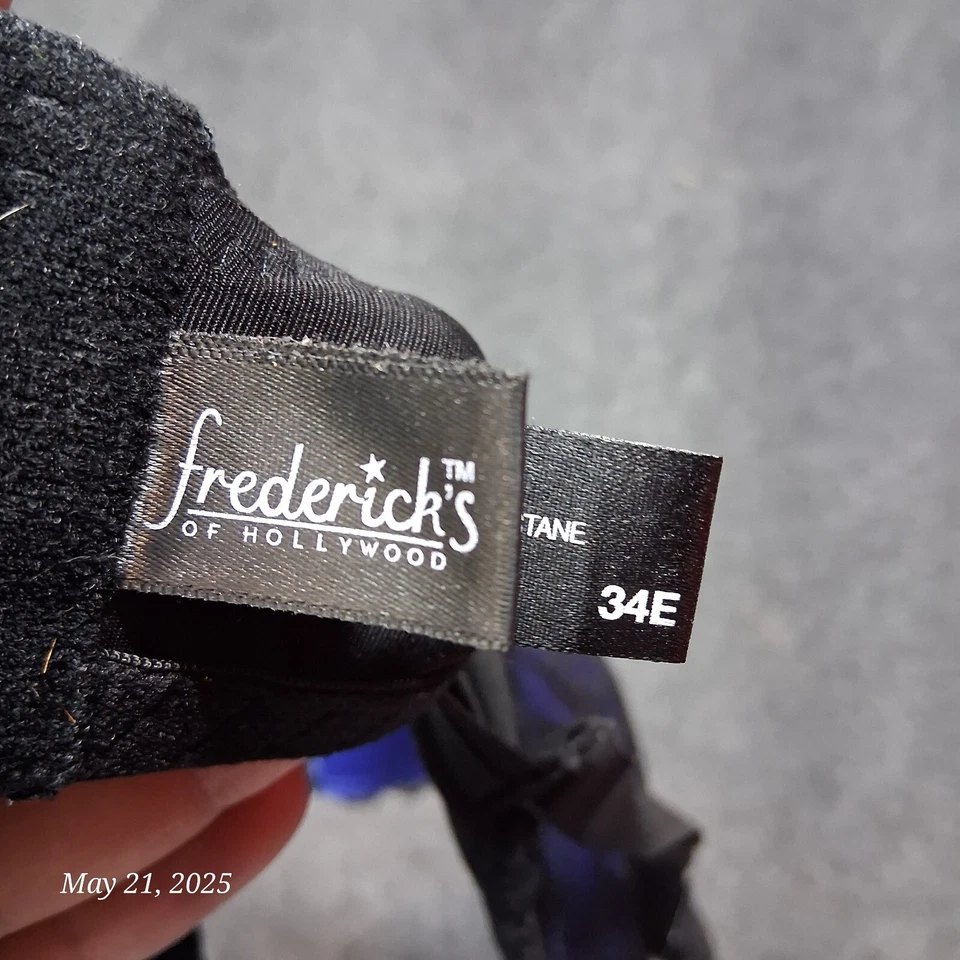 frederick's™
OF HOLLYWOOD
TANE
34E
May 21, 2025